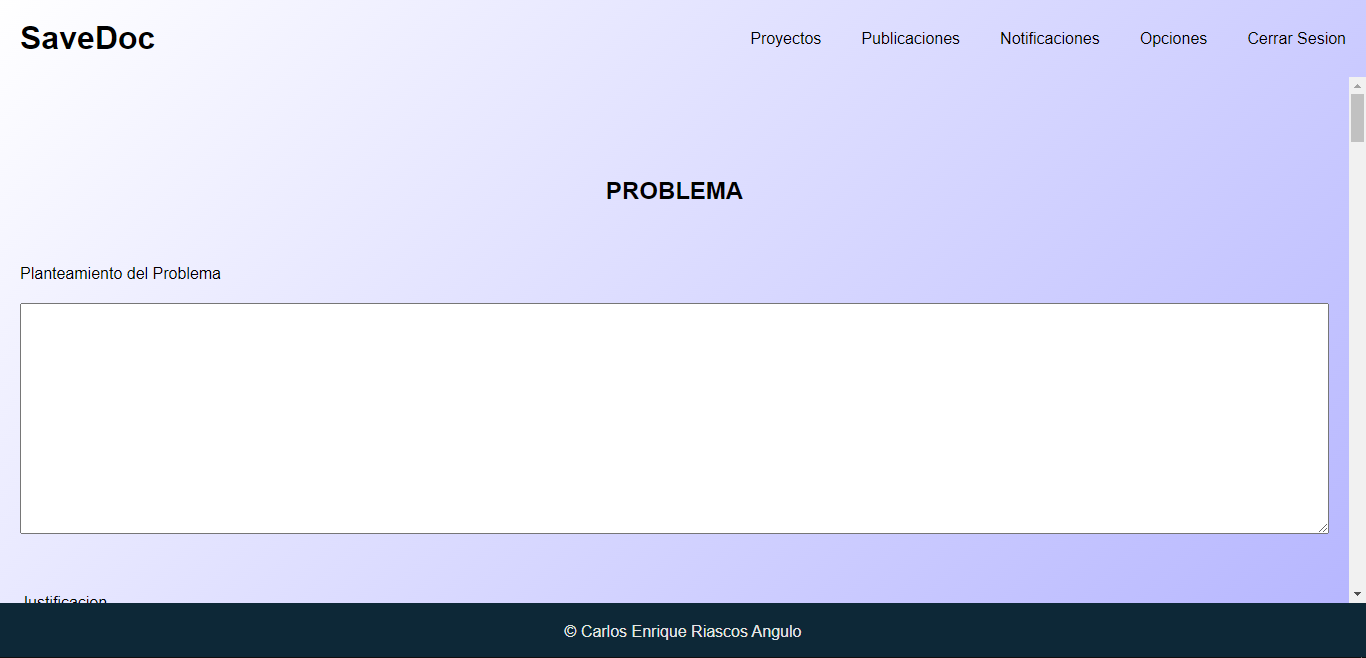 SaveDoc
Proyectos Publicaciones Notificaciones Opciones Cerrar Sesion
PROBLEMA
Planteamiento del Problema
Justificacion
© Carlos Enrique Riascos Angulo